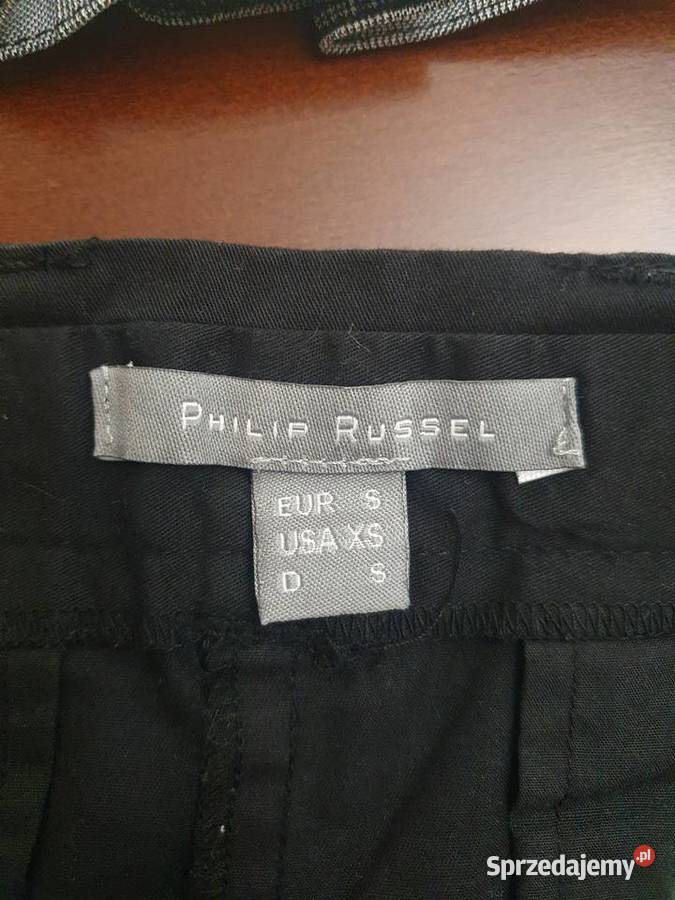 PHILIP RUSSEL
EUR S
USA XS
D S
Sprzedajemy.pl